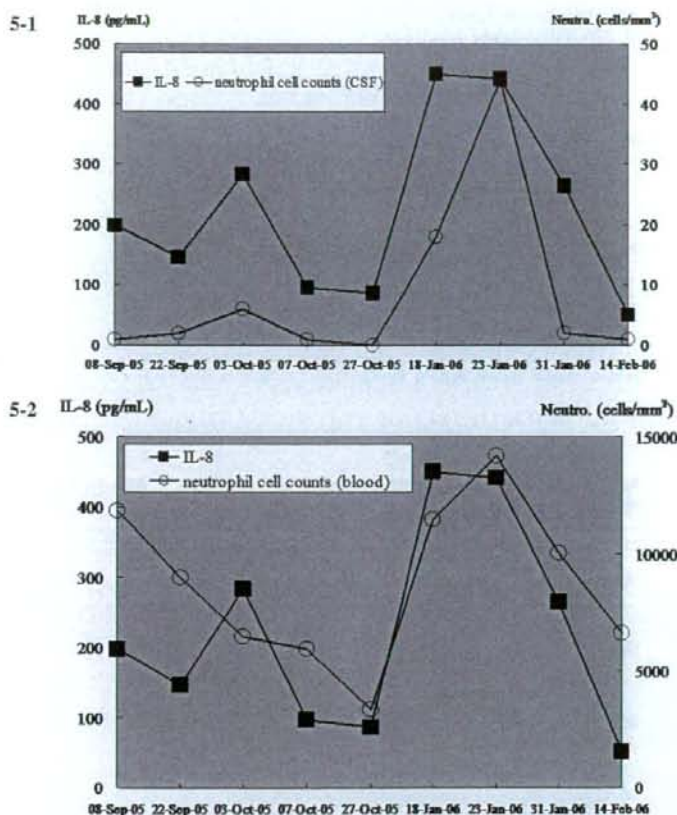 5-1 IL-8 (pg/mL) Neutra. (cells/mm³)
500 50
IL-8 neutrophil cell counts (CSF)
400 40
300 30
200 20
100 10
0 0
08-Sep-05 22-Sep-05 03-Oct-05 07-Oct-05 27-Oct-05 18-Jan-06 23-Jan-06 31-Jan-06 14-Feb-06
5-2 IL-8 (pg/mL) Neutro. (cells/mm³)
500 15000
IL-8
neutrophil cell counts (blood)
400
10000
300
200
5000
100
0 0
08-Sep-05 22-Sep-05 03-Oct-05 07-Oct-05 27-Oct-05 18-Jan-06 23-Jan-06 31-Jan-06 14-Feb-06